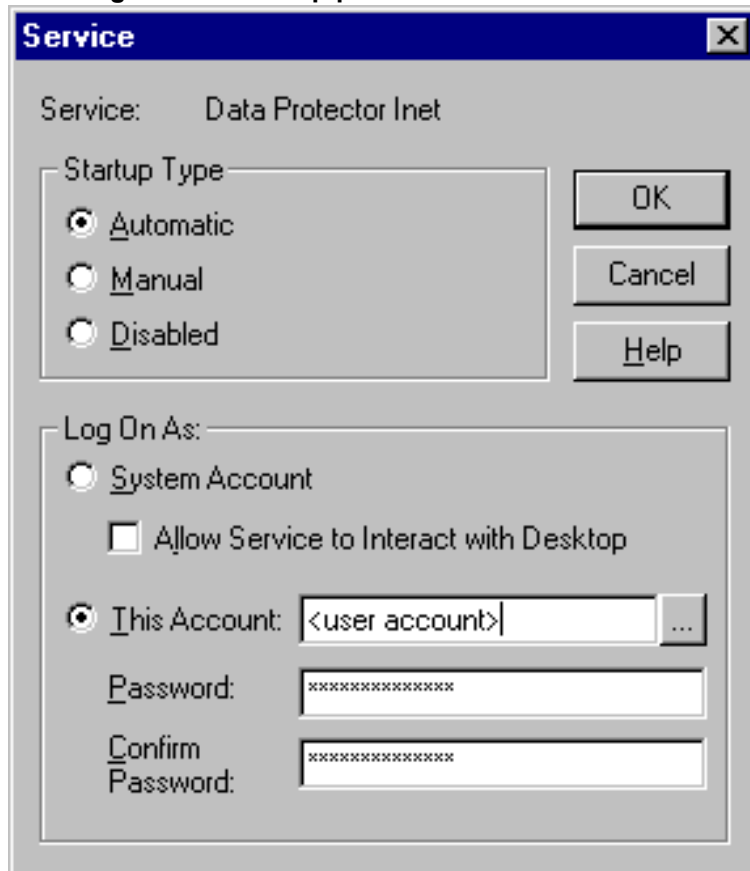 Service
Service: Data Protector Inet
Startup Type
Automatic
Manual
Disabled
OK
Cancel
Help
Log On As:
System Account
Allow Service to Interact with Desktop
This Account: <user account> ...
Password: **************
Confirm Password: **************